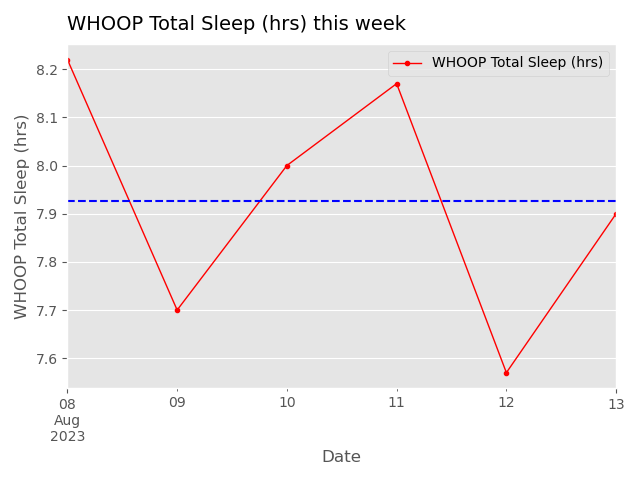 WHOOP Total Sleep (hrs) this week
WHOOP Total Sleep (hrs)
WHOOP Total Sleep (hrs)
8.2
8.1
8.0
7.9
7.8
7.7
7.6
08 09 10 11 12 13
Aug
2023
Date